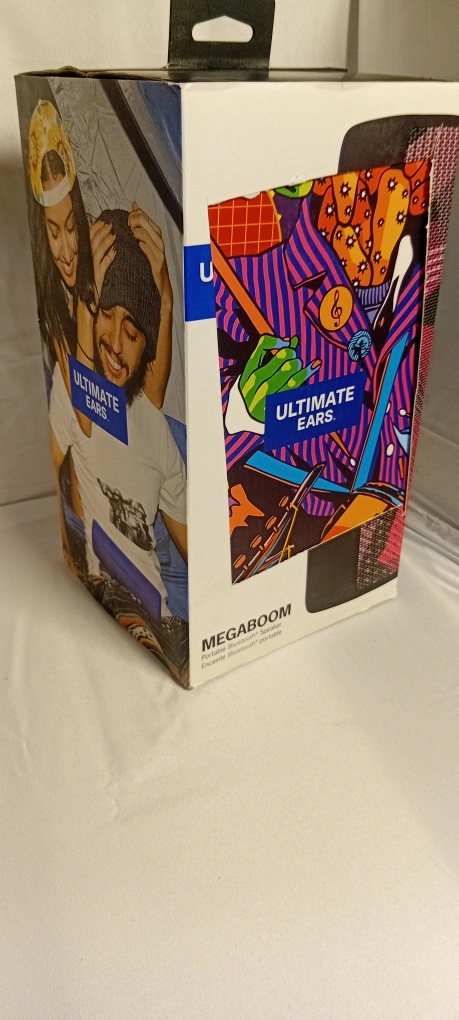 ULTIMATE
EARS
U
ULTIMATE
EARS
MEGABOOM
Portable Bluetooth® Speaker
Enceinte Bluetooth® portable